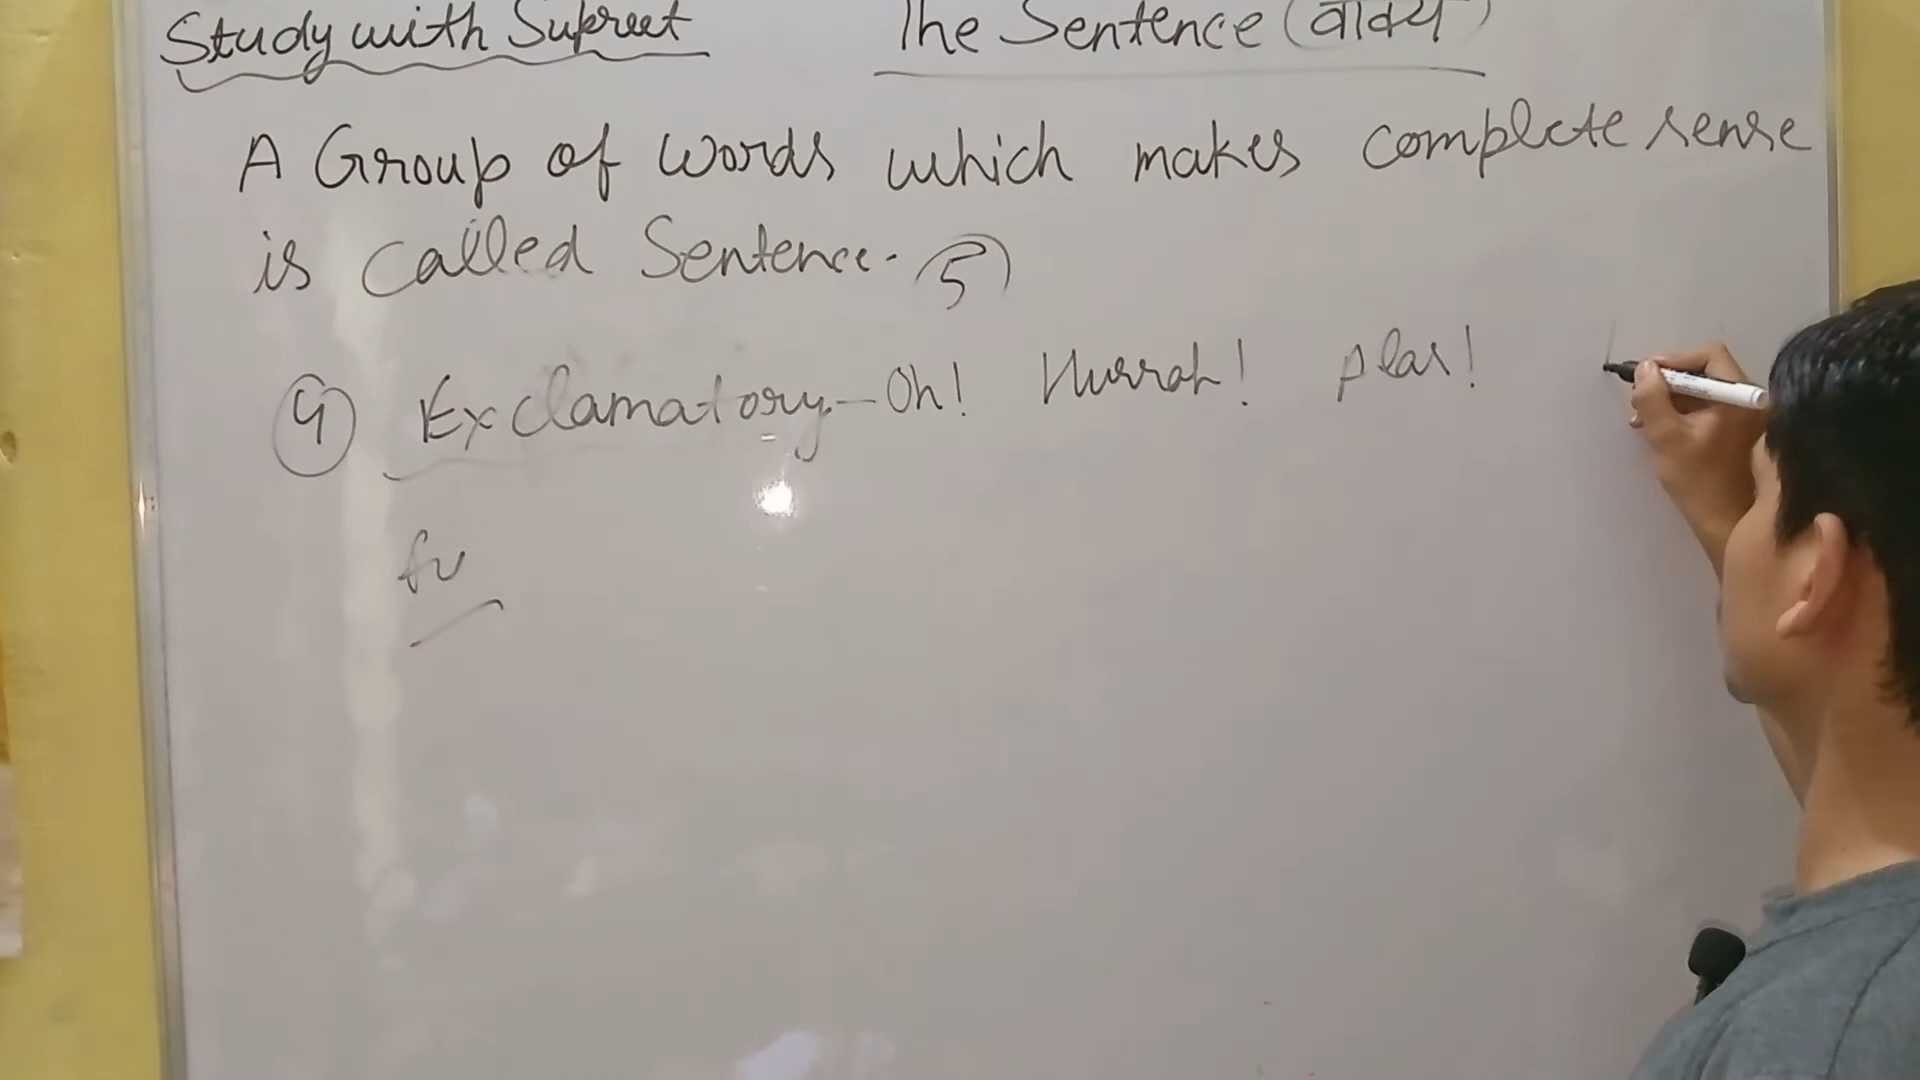 Study with Supreet
The Sentence (वाक्य)
A Group of words which makes complete sense
is called Sentence. 5)
4 Exclamatory - Oh! Hurrah! Alas!